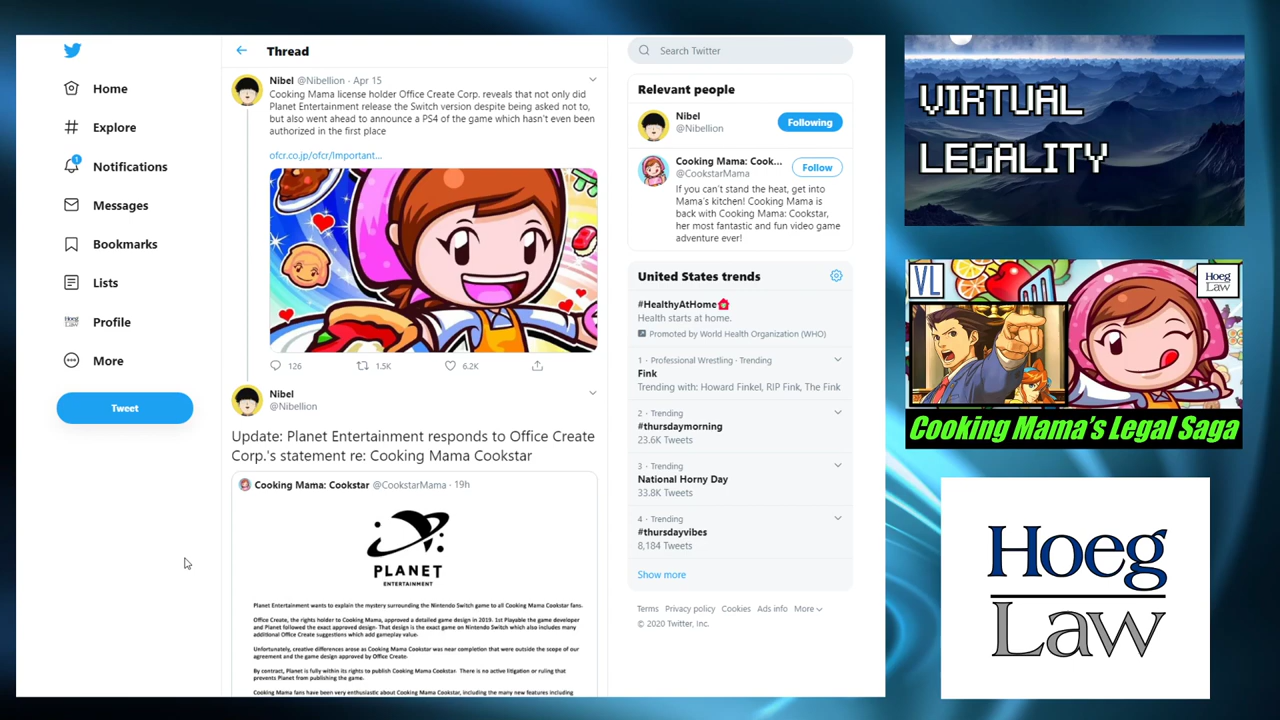 Home
Explore
1
Notifications
Messages
Bookmarks
Lists
Hoeg
Law
Profile
More
Tweet
Thread
Nibel @Nibellion · Apr 15
Cooking Mama license holder Office Create Corp. reveals that not only did
Planet Entertainment release the Switch version despite being asked not to,
but also went ahead to announce a PS4 of the game which hasn't even been
authorized in the first place
ofcr.co.jp/ofcr/Important...
126
1.5K
6.2K
Nibel
@Nibellion
Update: Planet Entertainment responds to Office Create
Corp.'s statement re: Cooking Mama Cookstar
Cooking Mama: Cookstar @CookstarMama · 19h
PLANET
ENTERTAINMENT
Planet Entertainment wants to explain the mystery surrounding the Nintendo Switch game to all Cooking Mama Cookstar fans.
Office Create, the rights holder to Cooking Mama, approved a detailed game design in 2019. 1st Playable the game developer
and Planet followed the exact approved design. That design is the exact game on Nintendo Switch which also includes many
additional Office Create suggestions which add gameplay value.
Unfortunately, creative differences arose as Cooking Mama Cookstar was near completion that were outside the scope of our
agreement and the game design approved by Office Create.
By contract, Planet is fully within its rights to publish Cooking Mama Cookstar. There is no active litigation or ruling that
prevents Planet from publishing the game.
Cooking Mama fans have been very enthusiastic about Cooking Mama Cookstar, including the many new features including
Search Twitter
Relevant people
Nibel
@Nibellion
Following
Cooking Mama: Cook...
@CookstarMama
Follow
If you can't stand the heat, get into
Mama's kitchen! Cooking Mama is
back with Cooking Mama: Cookstar,
her most fantastic and fun video game
adventure ever!
United States trends
#HealthyAtHome
Health starts at home.
Promoted by World Health Organization (WHO)
1 · Professional Wrestling · Trending
Fink
Trending with: Howard Finkel, RIP Fink, The Fink
2 · Trending
#thursdaymorning
23.6K Tweets
3 · Trending
National Horny Day
33.8K Tweets
4 · Trending
#thursdayvibes
8,184 Tweets
Show more
Terms Privacy policy Cookies Ads info More
© 2020 Twitter, Inc.
VIRTUAL
LEGALITY
VL
Hoeg
Law
Cooking Mama's Legal Saga
Hoeg
Law